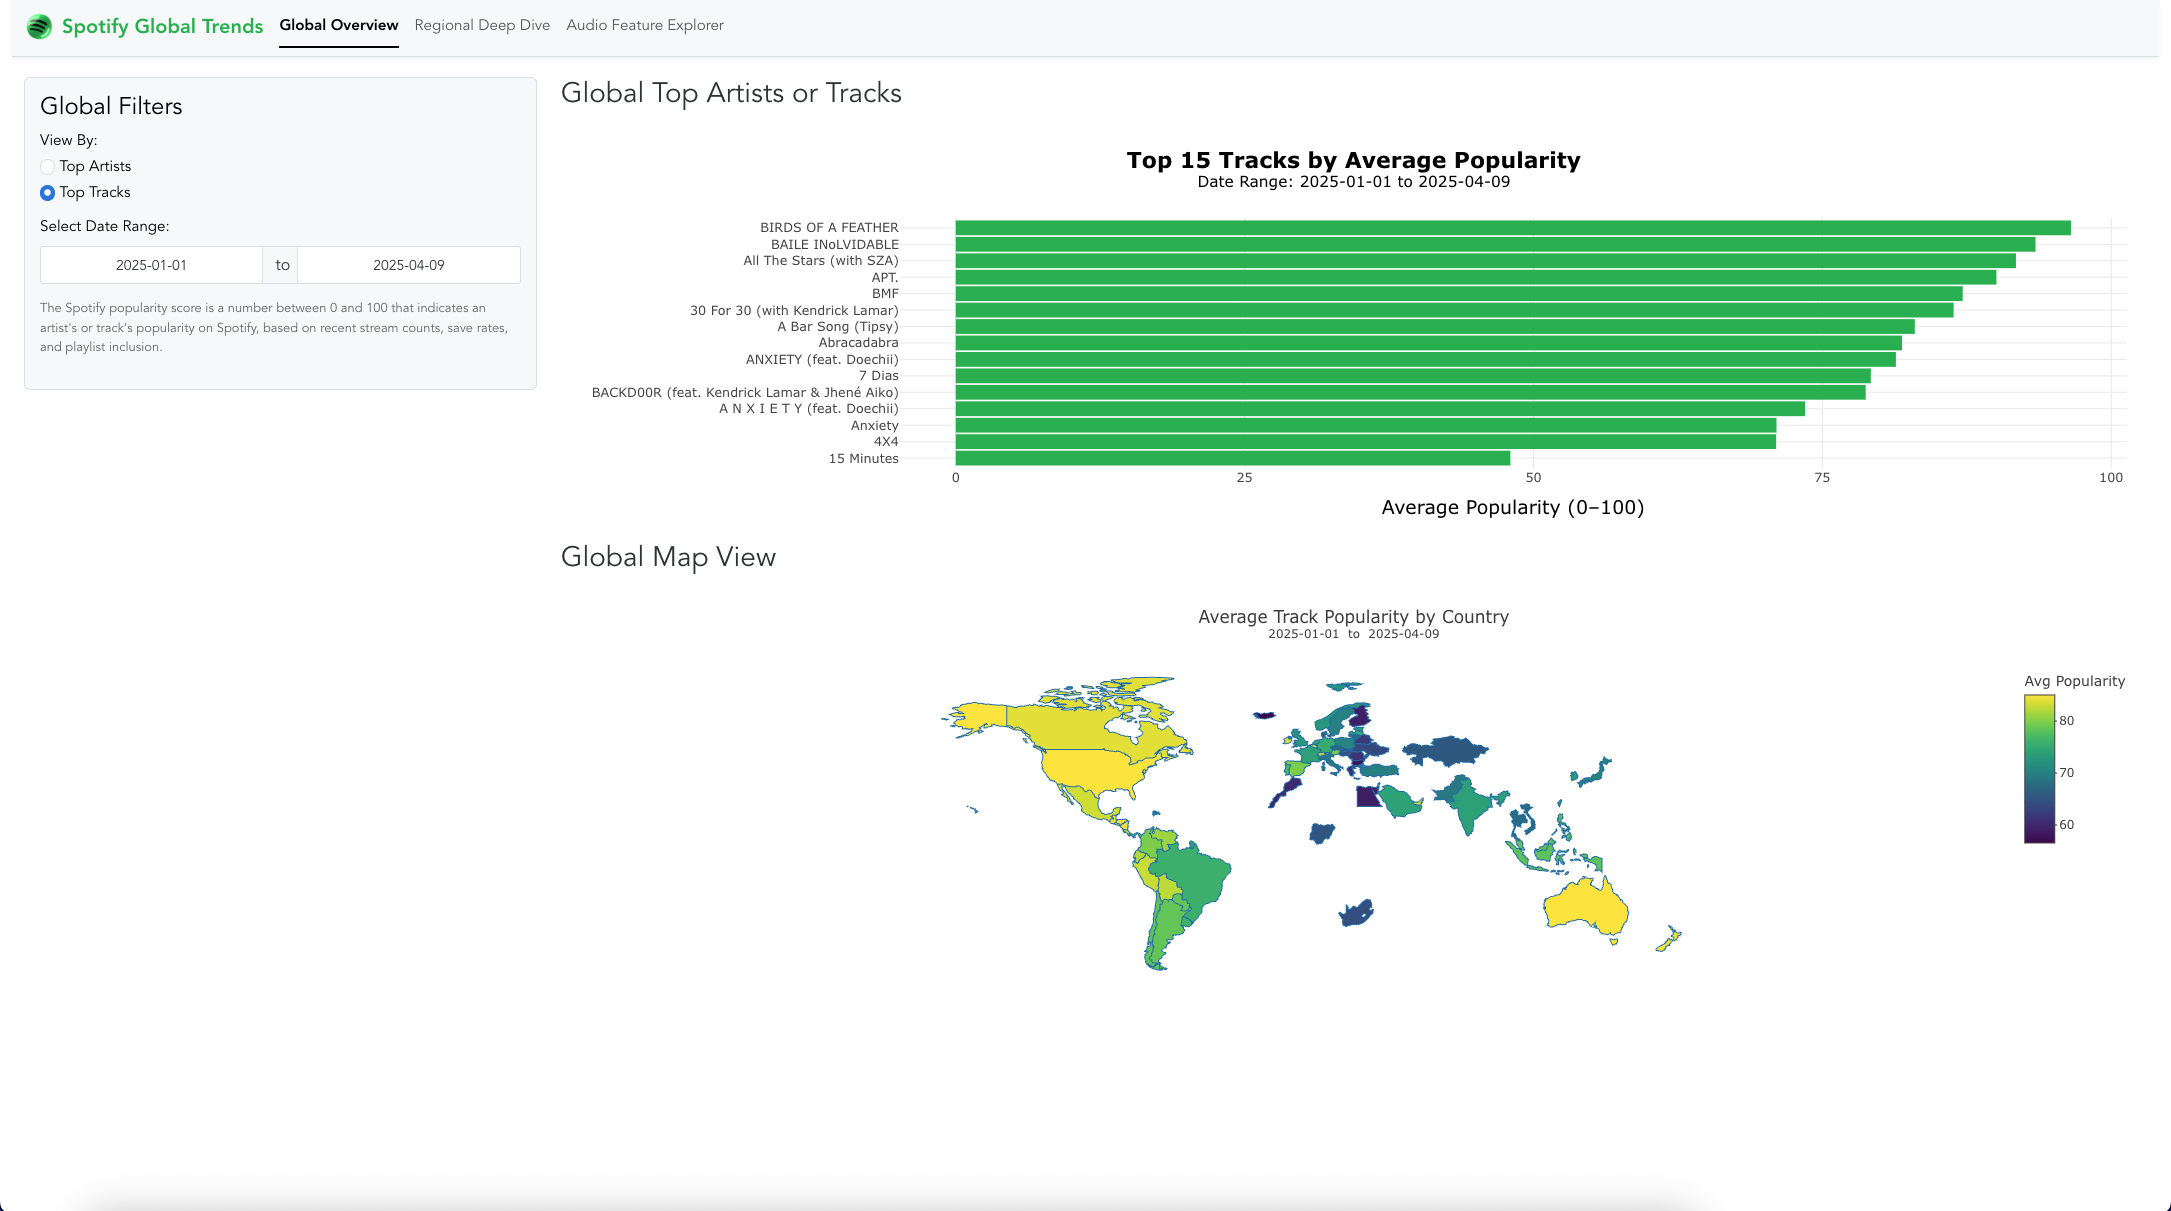 Spotify Global Trends Global Overview Regional Deep Dive Audio Feature Explorer
Global Filters
View By:
Top Artists
Top Tracks
Select Date Range:
2025-01-01 to 2025-04-09
The Spotify popularity score is a number between 0 and 100 that indicates an
artist's or track's popularity on Spotify, based on recent stream counts, save rates,
and playlist inclusion.
Global Top Artists or Tracks
Top 15 Tracks by Average Popularity
Date Range: 2025-01-01 to 2025-04-09
BIRDS OF A FEATHER
BAILE INoLVIDABLE
All The Stars (with SZA)
APT.
BMF
30 For 30 (with Kendrick Lamar)
A Bar Song (Tipsy)
Abracadabra
ANXIETY (feat. Doechii)
7 Dias
BACKD00R (feat. Kendrick Lamar & Jhené Aiko)
A N X I E T Y (feat. Doechii)
Anxiety
4X4
15 Minutes
0 25 50 75 100
Average Popularity (0–100)
Global Map View
Average Track Popularity by Country
2025-01-01 to 2025-04-09
Avg Popularity
80
70
60